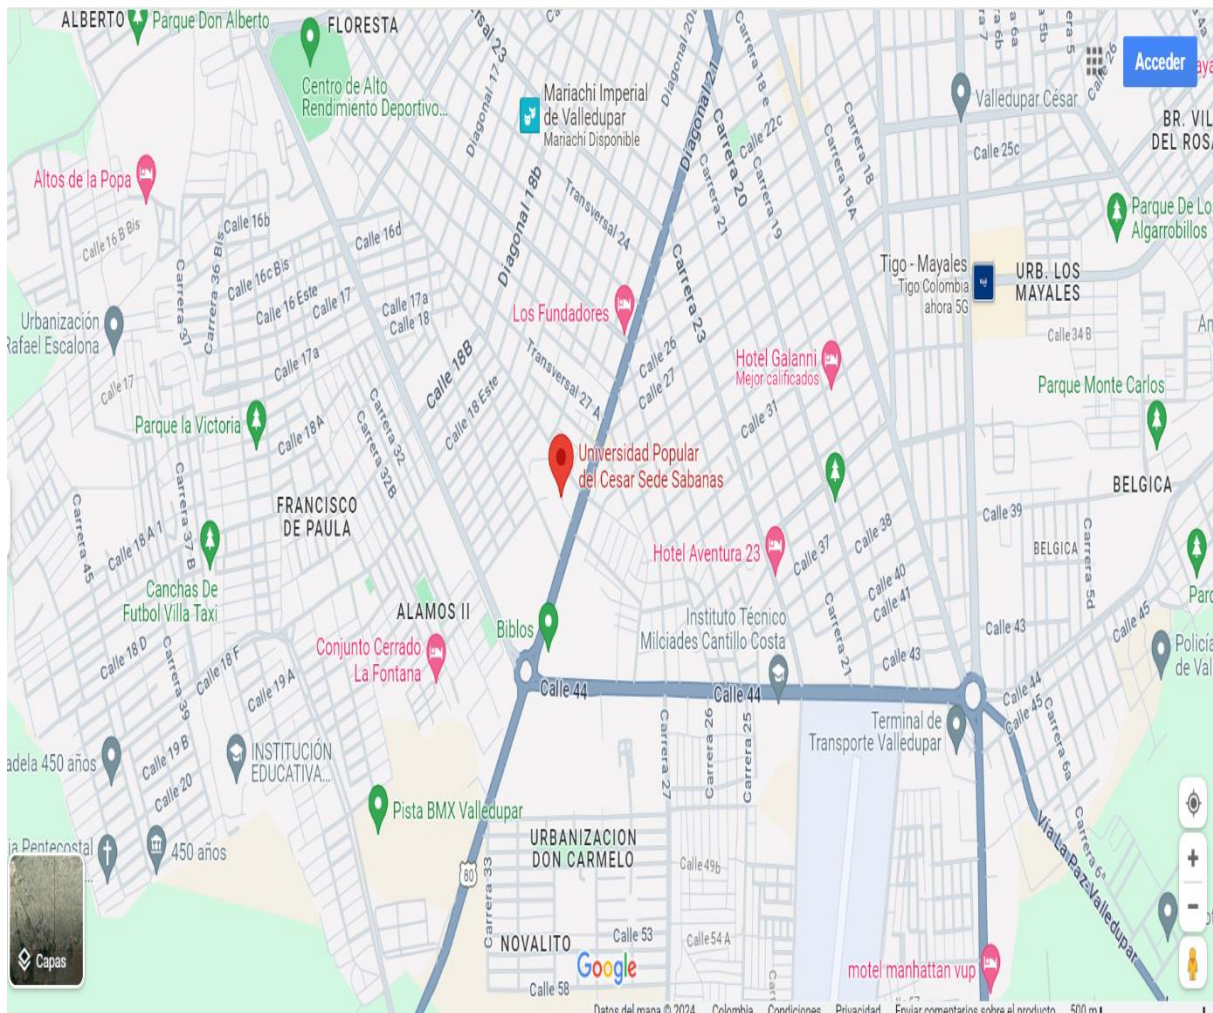 ALBERTO
Parque Don Alberto
FLORESTA
Centro de Alto
Rendimiento Deportivo...
Diagonal 17
Mariachi Imperial
de Valledupar
Mariachi Disponible
Diagonal 21
Carrera 18 e
Calle 22c
Carrera 18
Valledupar César
Calle 26
Acceder
Calle 25c
Altos de la Popa
Calle 16 B Bis
Calle 16b
Calle 16d
Carrera 36 Bis
Carrera 37
Calle 16c Bis
Calle 16 Este
Calle 17
Calle 17a
Calle 18
Diagonal 18b
Transversal 24
Carrera 20
Carrera 21
Carrera 19
Carrera 18A
Carrera 23
Parque De Lo
Algarrobillos
Tigo - Mayales
Tigo Colombia
ahora 5G
URB. LOS
MAYALES
Calle 34 B
Urbanización
Rafael Escalona
Calle 17
Calle 17a
Los Fundadores
Calle 18B
Calle 18 Este
Transversal 27 A
Calle 26
Calle 27
Hotel Galanni
Mejor calificados
Calle 31
Parque Monte Carlos
Parque la Victoria
Calle 18A
Carrera 32
Carrera 32B
Universidad Popular
del Cesar Sede Sabanas
BELGICA
Carrera 45
Calle 18 A 1
Carrera 37 B
FRANCISCO
DE PAULA
Canchas De
Futbol Villa Taxi
Hotel Aventura 23
Calle 37
Calle 38
Calle 39
BELGICA
Carrera 5d
Calle 40
Calle 41
Calle 45
ALAMOS II
Biblos
Conjunto Cerrado
La Fontana
Instituto Técnico
Milciades Cantillo Costa
Carrera 21
Calle 43
Calle 43
Calle 18 D
Calle 18 F
Calle 19 A
Carrera 39
Calle 44
Calle 44
Calle 44
Calle 45
Carrera 6a
Calle 19 B
Calle 20
450 años
INSTITUCIÓN
EDUCATIVA...
Carrera 27
Carrera 26
Carrera 25
Terminal de
Transporte Valledupar
Pista BMX Valledupar
Pentecostal
450 años
URBANIZACION
DON CARMELO
Calle 49b
80
Carrera 33
Vía La Paz-Valledupar
Carrera 6ª
Capas
NOVALITO
Calle 53
Calle 54 A
Google
Calle 58
motel manhattan vup
Datos del mapa © 2024 Colombia Condiciones Privacidad Enviar comentarios sobre el producto 500 m